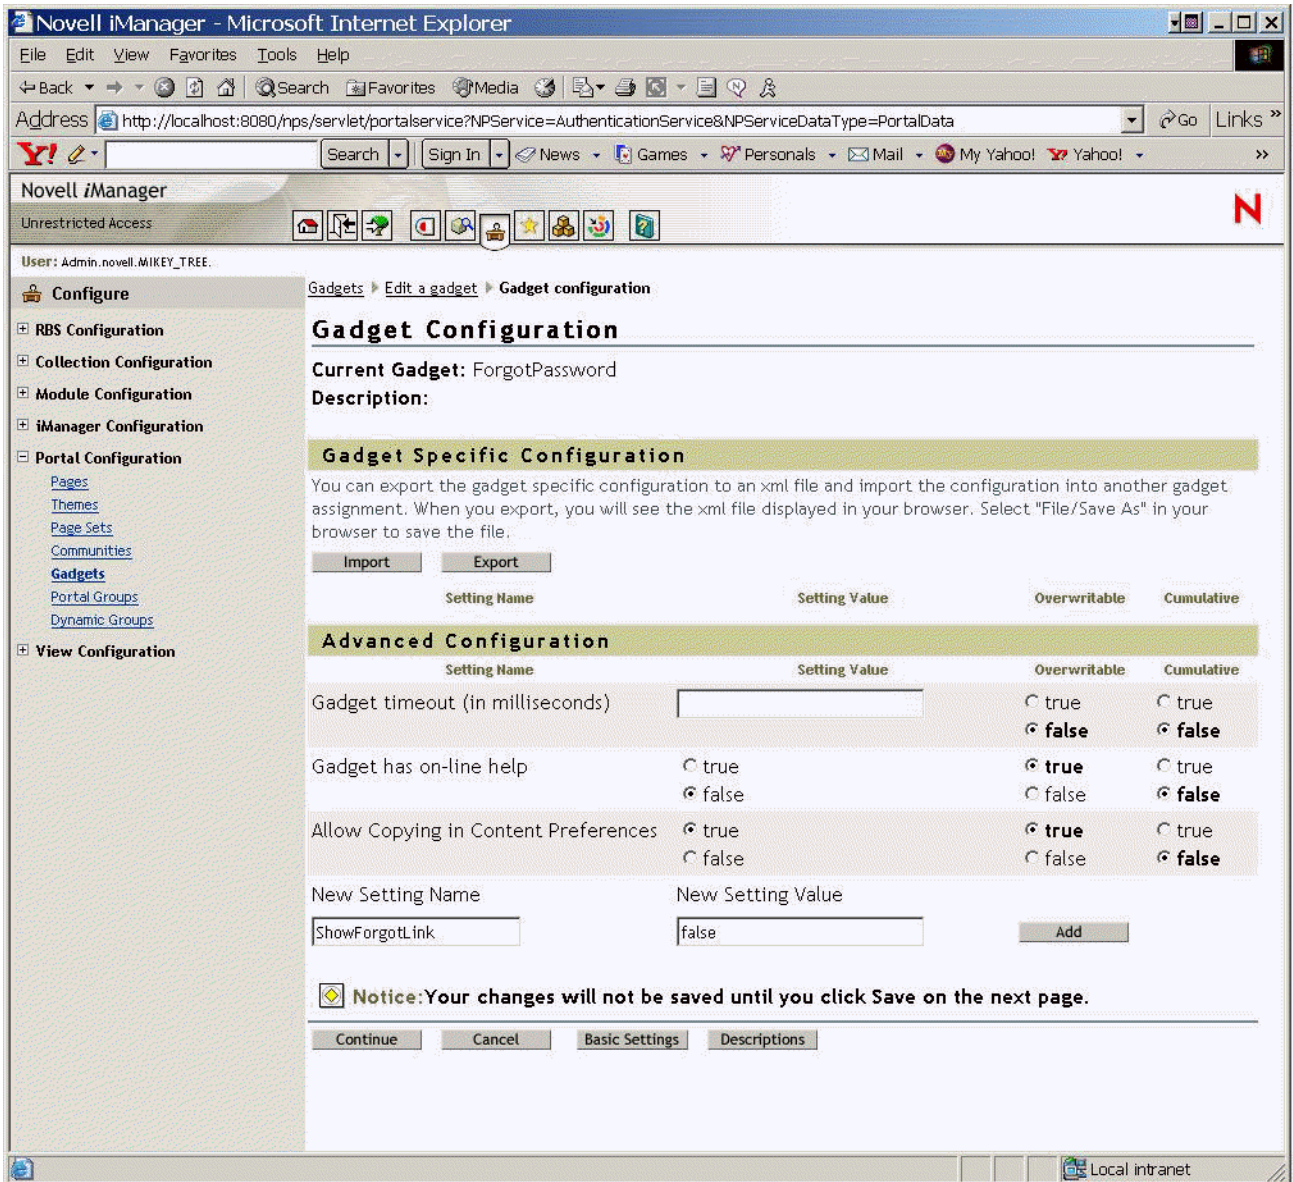 Novell iManager - Microsoft Internet Explorer
File Edit View Favorites Tools Help
Back Search Favorites Media
Address http://localhost:8080/nps/servlet/portalservice?NPService=AuthenticationService&NPServiceDataType=PortalData Go Links »
Y! Search Sign In News Games Personals Mail My Yahoo! Yahoo! »
Novell iManager
Unrestricted Access
N
User: Admin.novell.MIKEY_TREE.
Configure
RBS Configuration
Collection Configuration
Module Configuration
iManager Configuration
Portal Configuration
Pages
Themes
Page Sets
Communities
Gadgets
Portal Groups
Dynamic Groups
View Configuration
Gadgets Edit a gadget Gadget configuration
Gadget Configuration
Current Gadget: ForgotPassword
Description:
Gadget Specific Configuration
You can export the gadget specific configuration to an xml file and import the configuration into another gadget
assignment. When you export, you will see the xml file displayed in your browser. Select "File/Save As" in your
browser to save the file.
Import Export
Setting Name Setting Value Overwritable Cumulative
Advanced Configuration
Setting Name Setting Value Overwritable Cumulative
Gadget timeout (in milliseconds) true true
false false
Gadget has on-line help true true true
false false false
Allow Copying in Content Preferences true true true
false false false
New Setting Name New Setting Value
ShowForgotLink false Add
Notice:Your changes will not be saved until you click Save on the next page.
Continue Cancel Basic Settings Descriptions
Local intranet